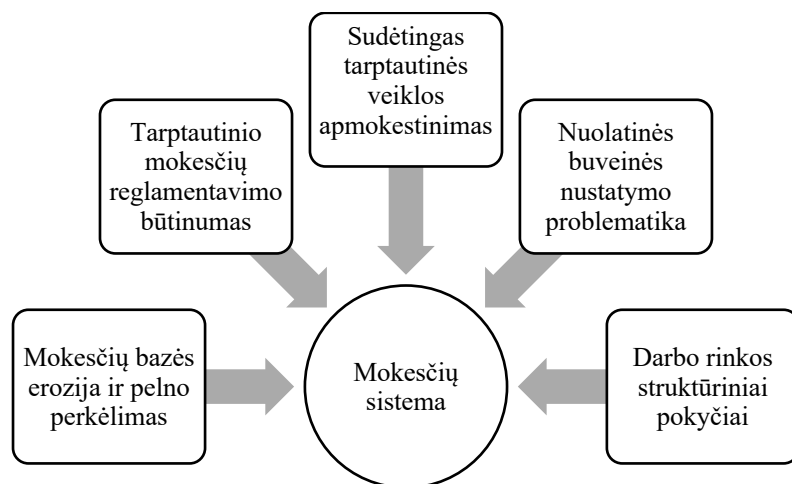 Sudėtingas
tarptautinės
veiklos
apmokestinimas
Tarptautinio
mokesčių
reglamentavimo
būtinumas
Nuolatinės
buveinės
nustatymo
problematika
Mokesčių bazės
erozija ir pelno
perkėlimas
Mokesčių
sistema
Darbo rinkos
struktūriniai
pokyčiai